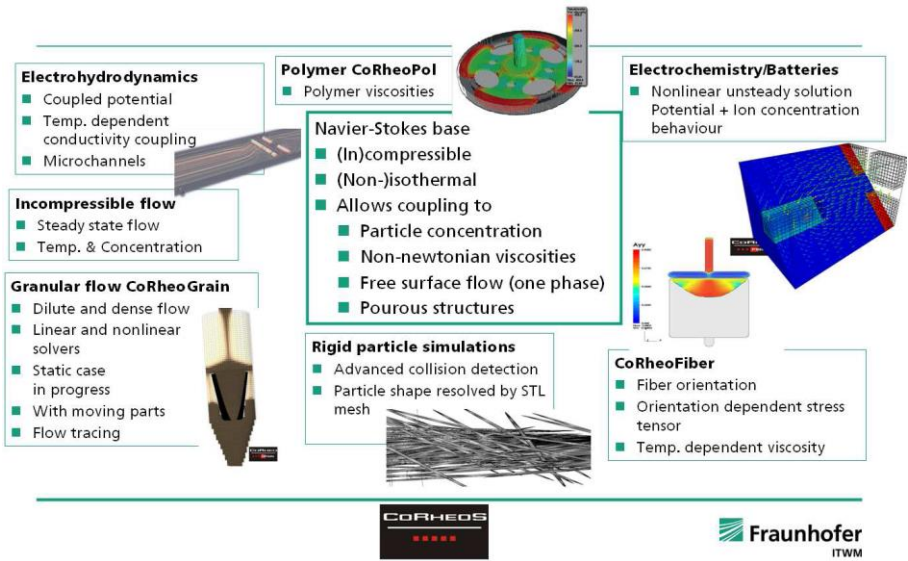 Electrohydrodynamics
Coupled potential
Temp. dependent
conductivity coupling
Microchannels
Polymer CoRheoPol
Polymer viscosities
Electrochemistry/Batteries
Nonlinear unsteady solution
Potential + Ion concentration
behaviour
Navier-Stokes base
(In)compressible
(Non-)isothermal
Allows coupling to
Particle concentration
Non-newtonian viscosities
Free surface flow (one phase)
Pourous structures
Incompressible flow
Steady state flow
Temp. & Concentration
Granular flow CoRheoGrain
Dilute and dense flow
Linear and nonlinear
solvers
Static case
in progress
With moving parts
Flow tracing
Rigid particle simulations
Advanced collision detection
Particle shape resolved by STL
mesh
Ayy
CoRheoFiber
Fiber orientation
Orientation dependent stress
tensor
Temp. dependent viscosity
CoRheoS
Fraunhofer
ITWM